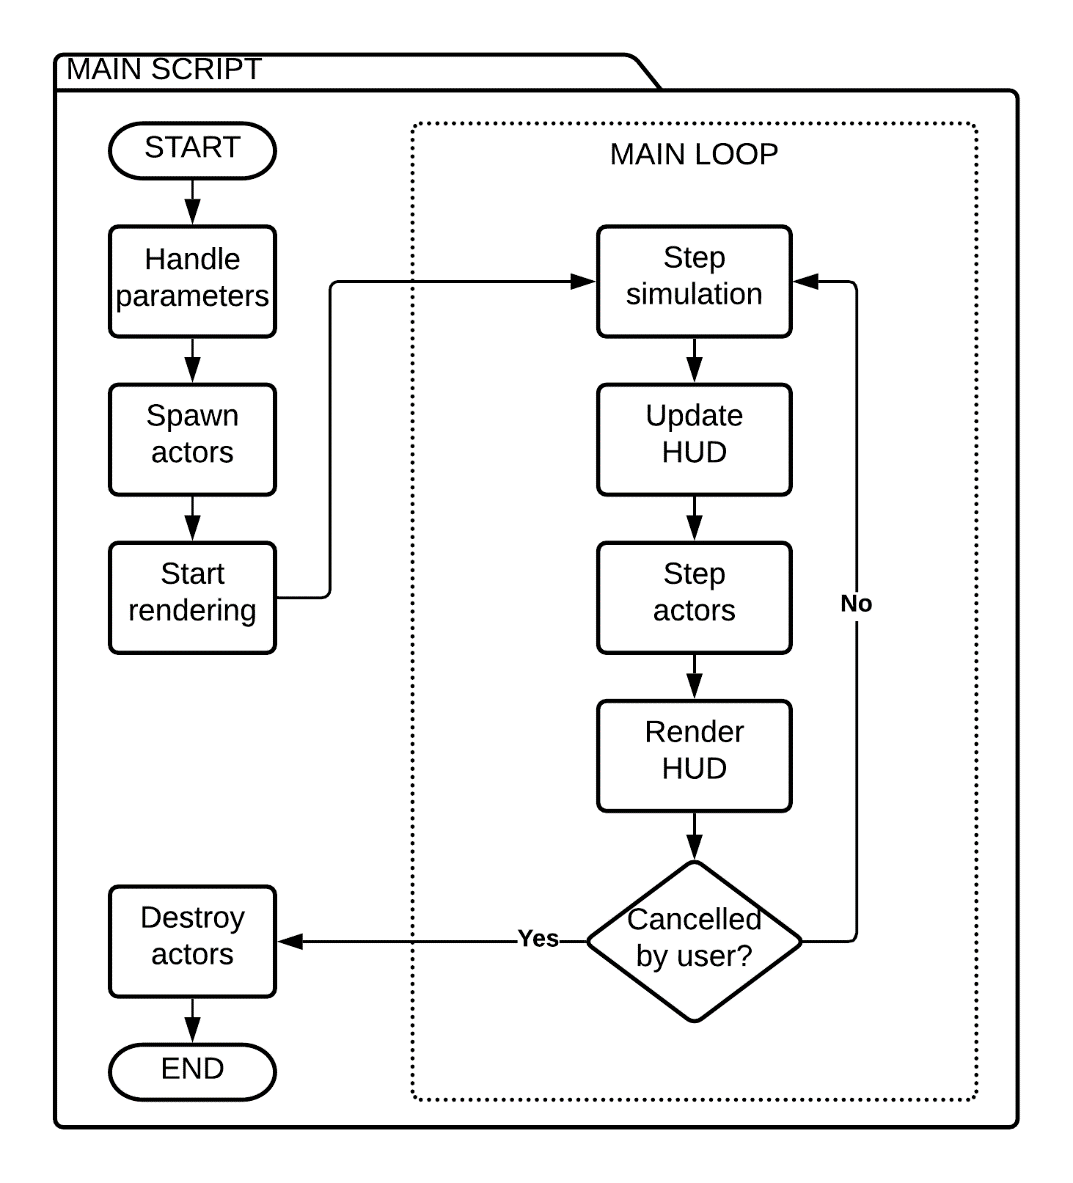 MAIN SCRIPT
START
Handle
parameters
Spawn
actors
Start
rendering
MAIN LOOP
Step
simulation
Update
HUD
Step
actors
Render
HUD
Cancelled
by user?
No
Yes
Destroy
actors
END